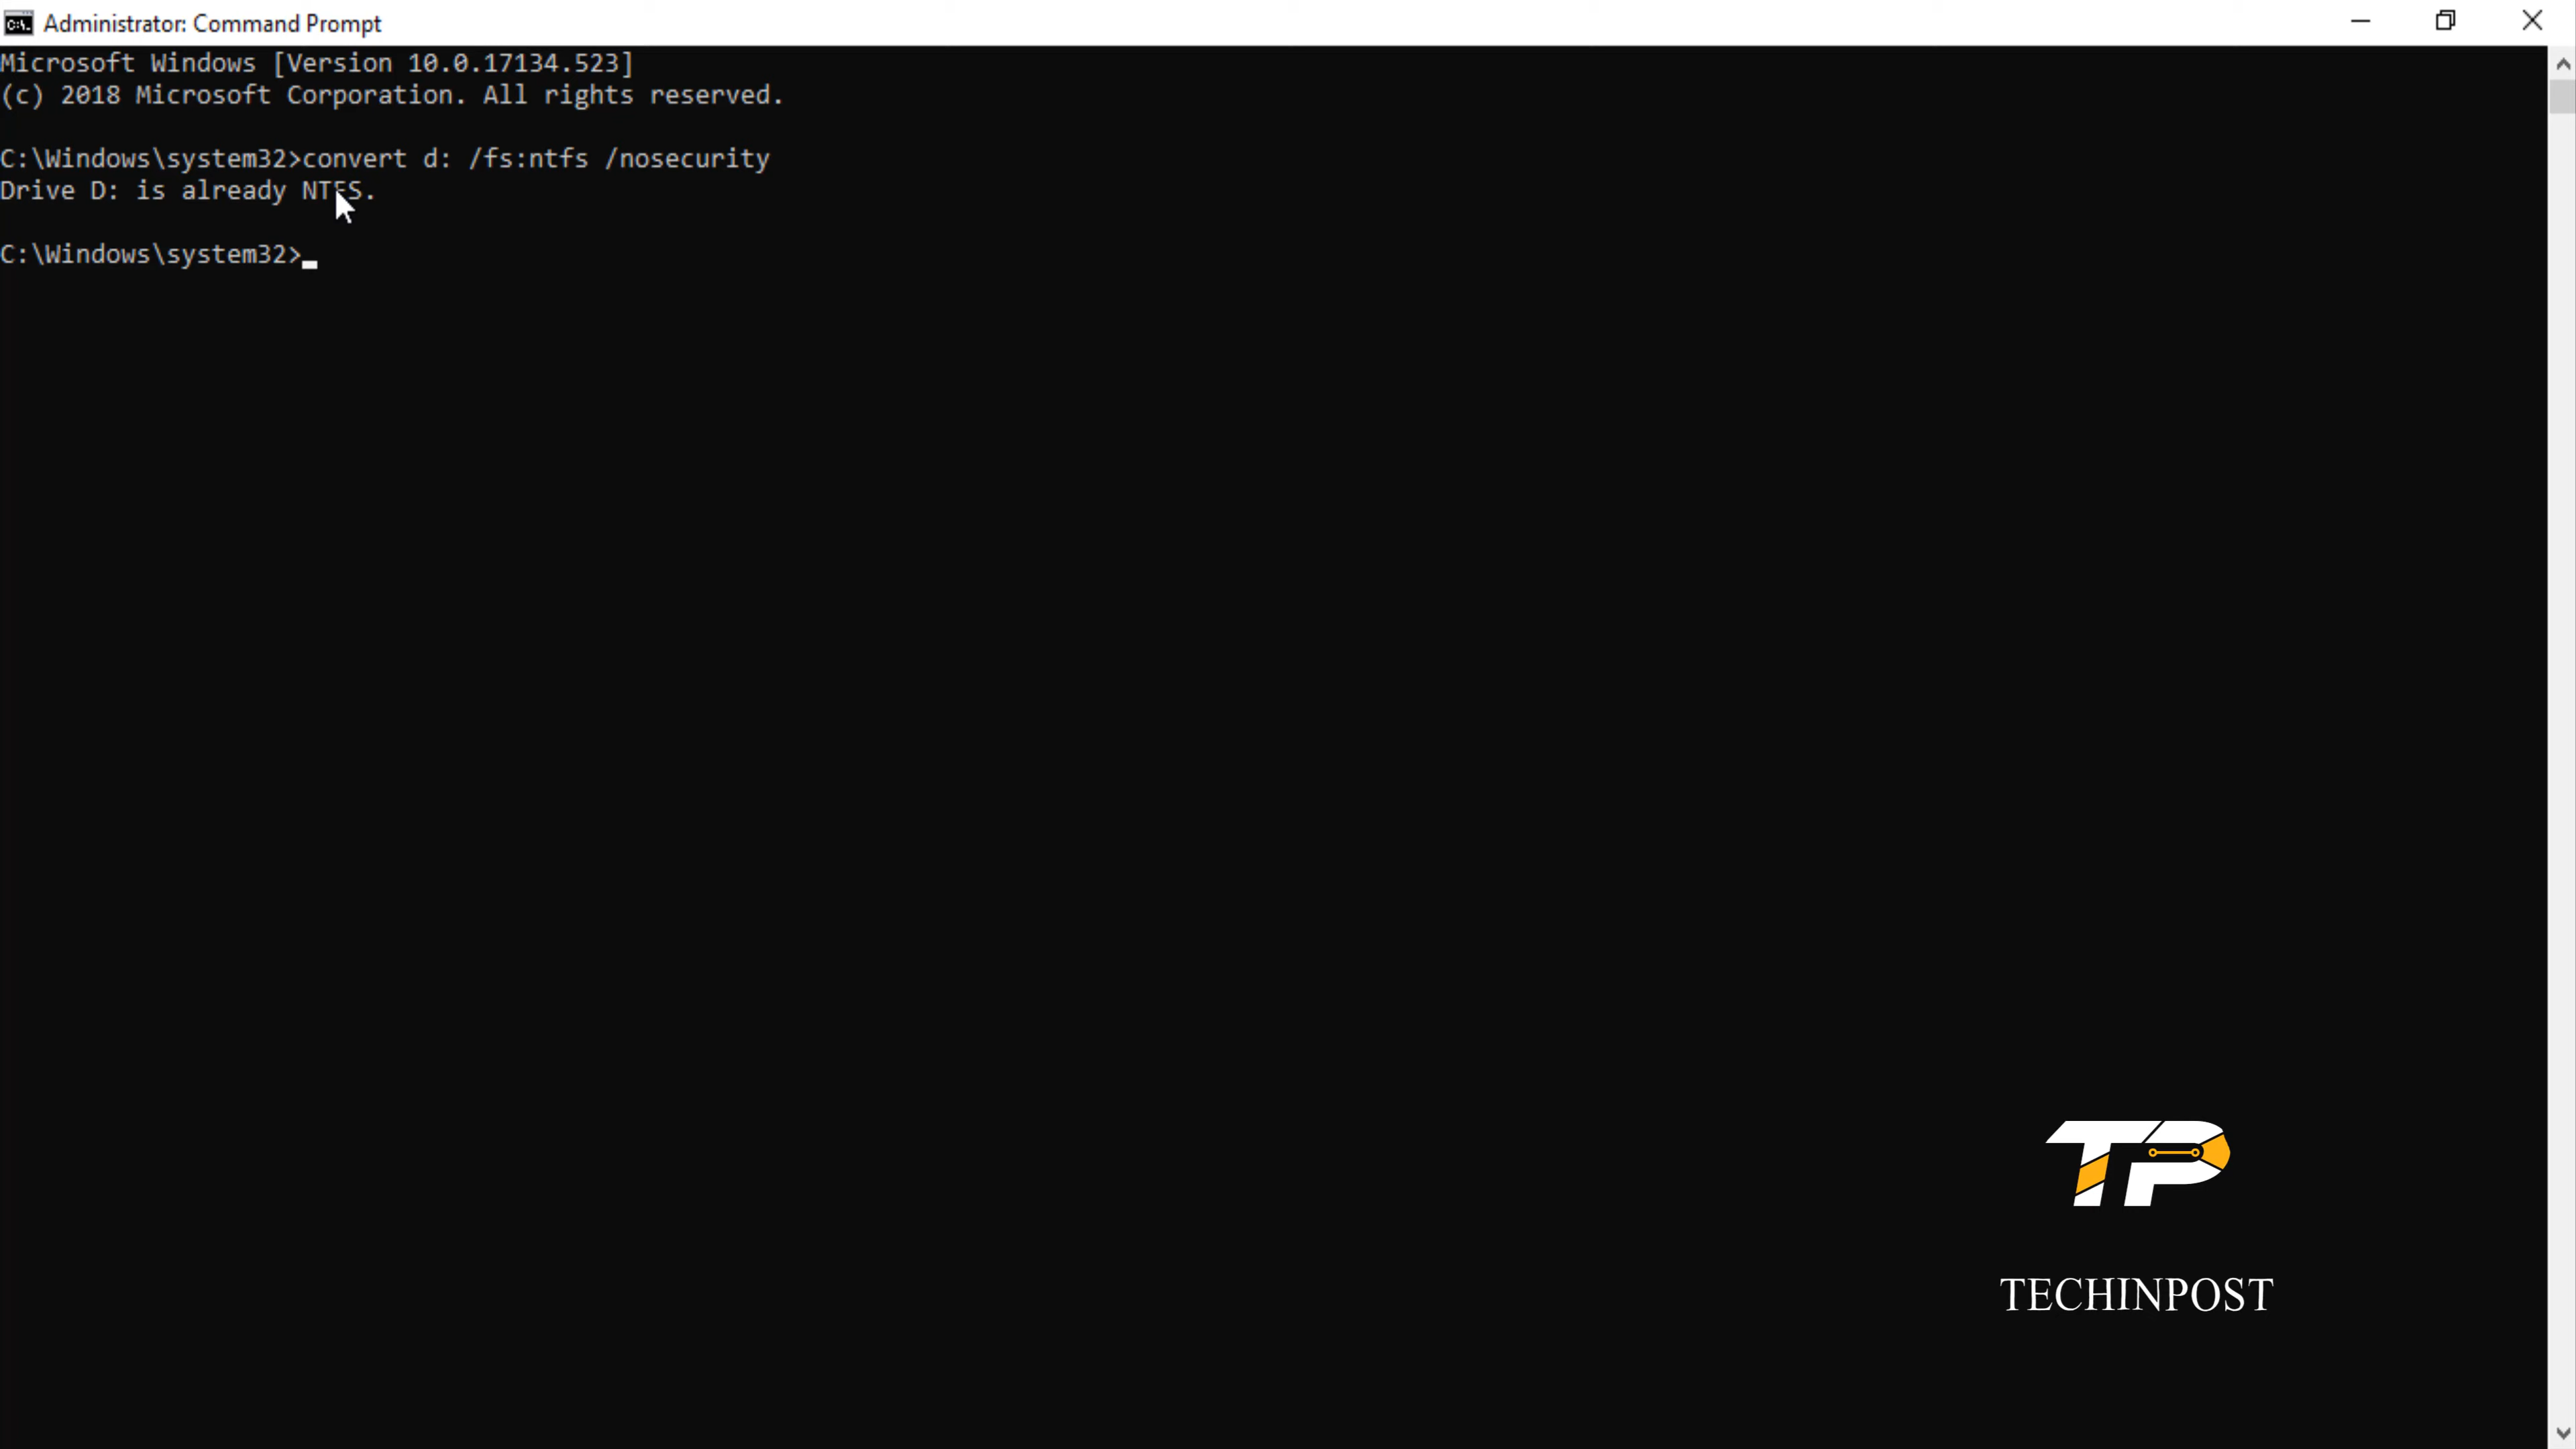 Administrator: Command Prompt
Microsoft Windows [Version 10.0.17134.523]
(c) 2018 Microsoft Corporation. All rights reserved.
C:\Windows\system32>convert d: /fs:ntfs /nosecurity
Drive D: is already NTFS.
C:\Windows\system32>
TP
TECHINPOST